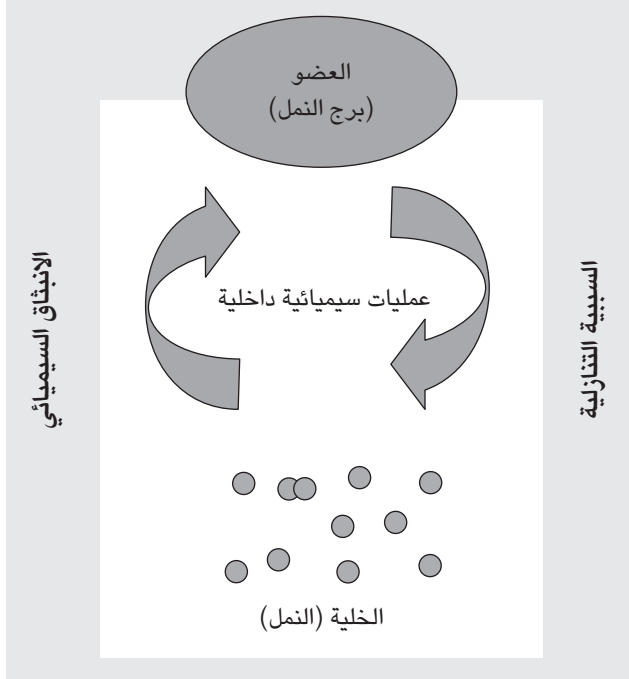 العضو
(برج النمل)
السببية التنازلية
عمليات سيميائية داخلية
الانبثاق السيميائي
الخلية (النمل)